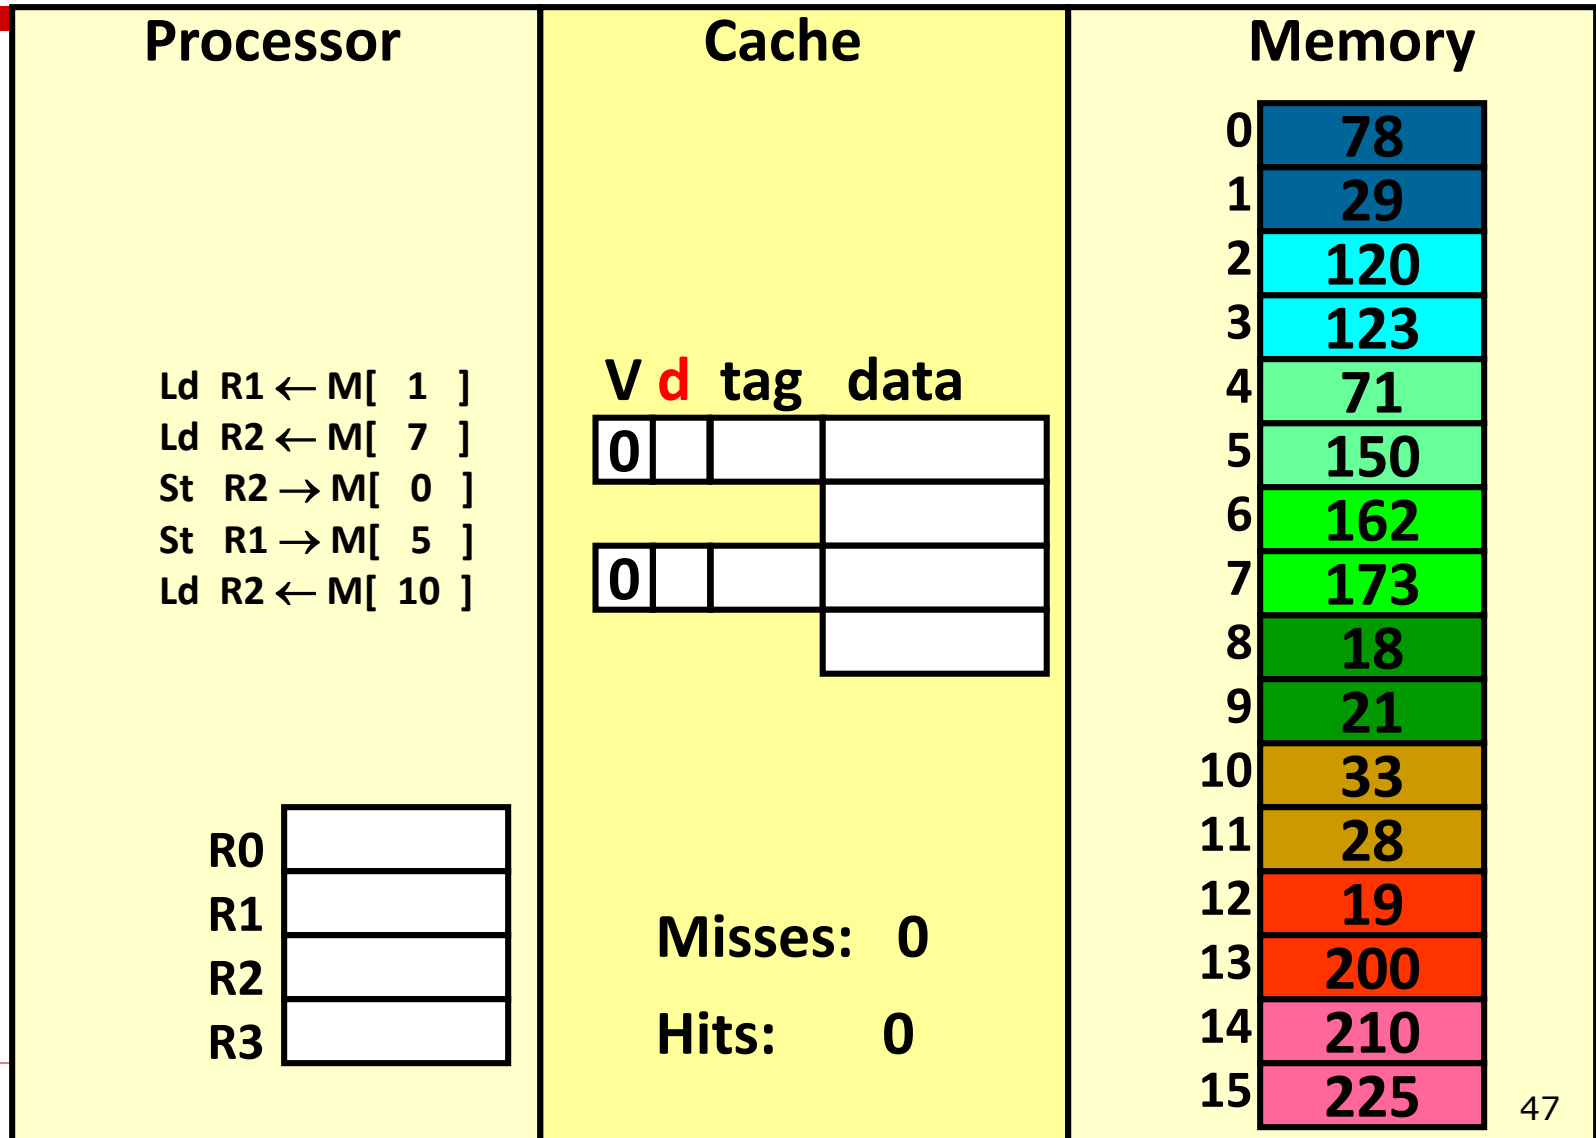 Processor
Ld R1 ← M[ 1 ]
Ld R2 ← M[ 7 ]
St R2 → M[ 0 ]
St R1 → M[ 5 ]
Ld R2 ← M[ 10 ]
R0
R1
R2
R3
Cache
V d tag data
0
0
Misses: 0
Hits: 0
Memory
0 78
1 29
2 120
3 123
4 71
5 150
6 162
7 173
8 18
9 21
10 33
11 28
12 19
13 200
14 210
15 225
47